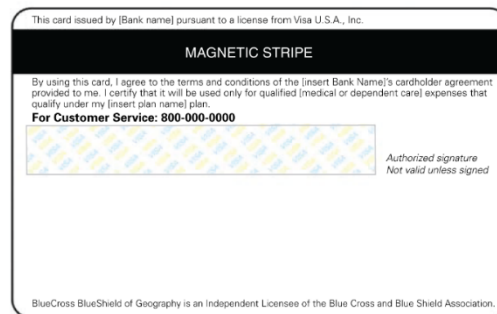 This card issued by [Bank name] pursuant to a license from Visa U.S.A., Inc.
MAGNETIC STRIPE
By using this card, I agree to the terms and conditions of the [insert Bank Name]'s cardholder agreement
provided to me. I certify that it will be used only for qualified [medical or dependent care] expenses that
qualify under my [insert plan name] plan.
For Customer Service: 800-000-0000
Authorized signature
Not valid unless signed
BlueCross BlueShield of Geography is an Independent Licensee of the Blue Cross and Blue Shield Association.